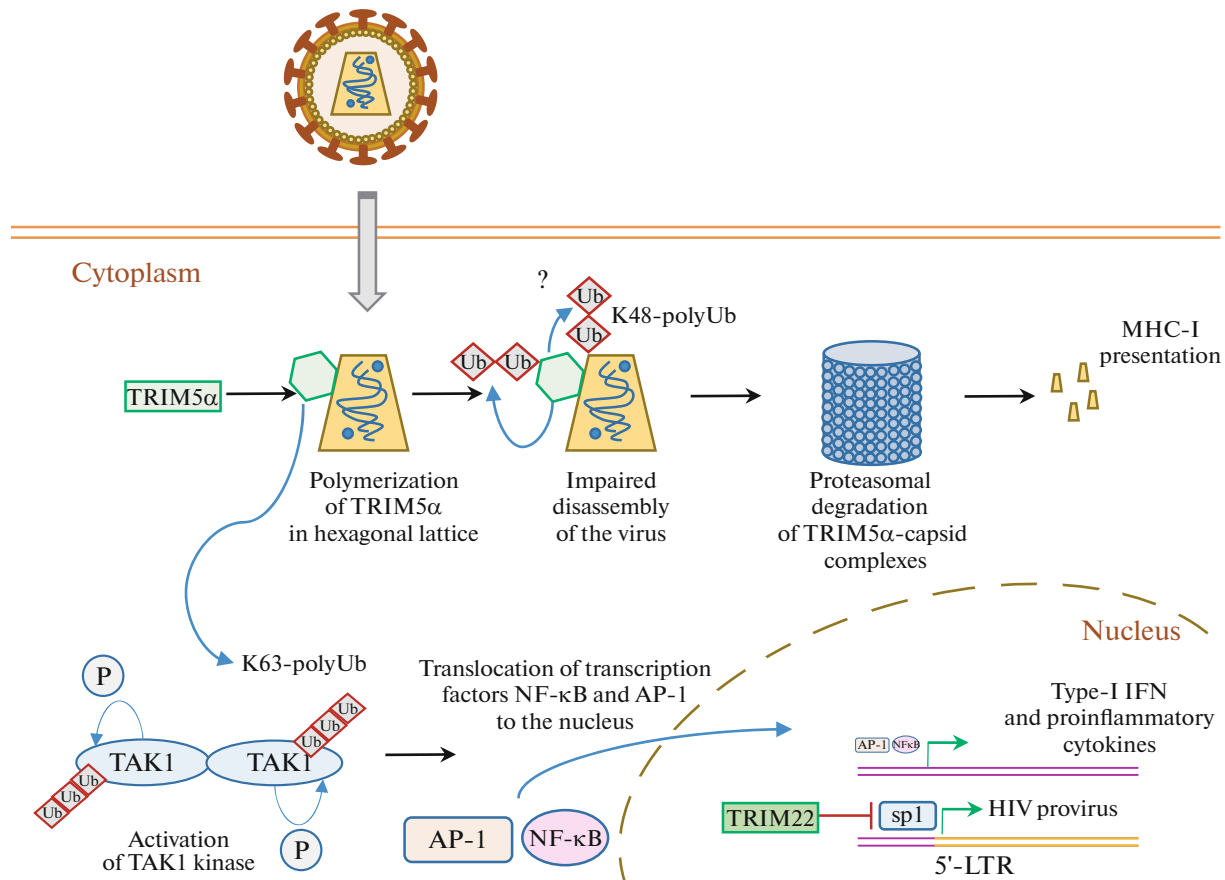 Cytoplasm
?
Ub
Ub
K48-polyUb
Ub
Ub
MHC-I
presentation
TRIM5α
Polymerization
of TRIM5α
in hexagonal lattice
Impaired
disassembly
of the virus
Proteasomal
degradation
of TRIM5α-capsid
complexes
Nucleus
K63-polyUb
P
Ub
Ub
Ub
TAK1
TAK1
Ub
Ub
Ub
P
Activation
of TAK1 kinase
Translocation of transcription
factors NF-κB and AP-1
to the nucleus
AP-1
NF-κB
Type-I IFN
and proinflammatory
cytokines
AP-1
NFκB
TRIM22
sp1
HIV provirus
5'-LTR